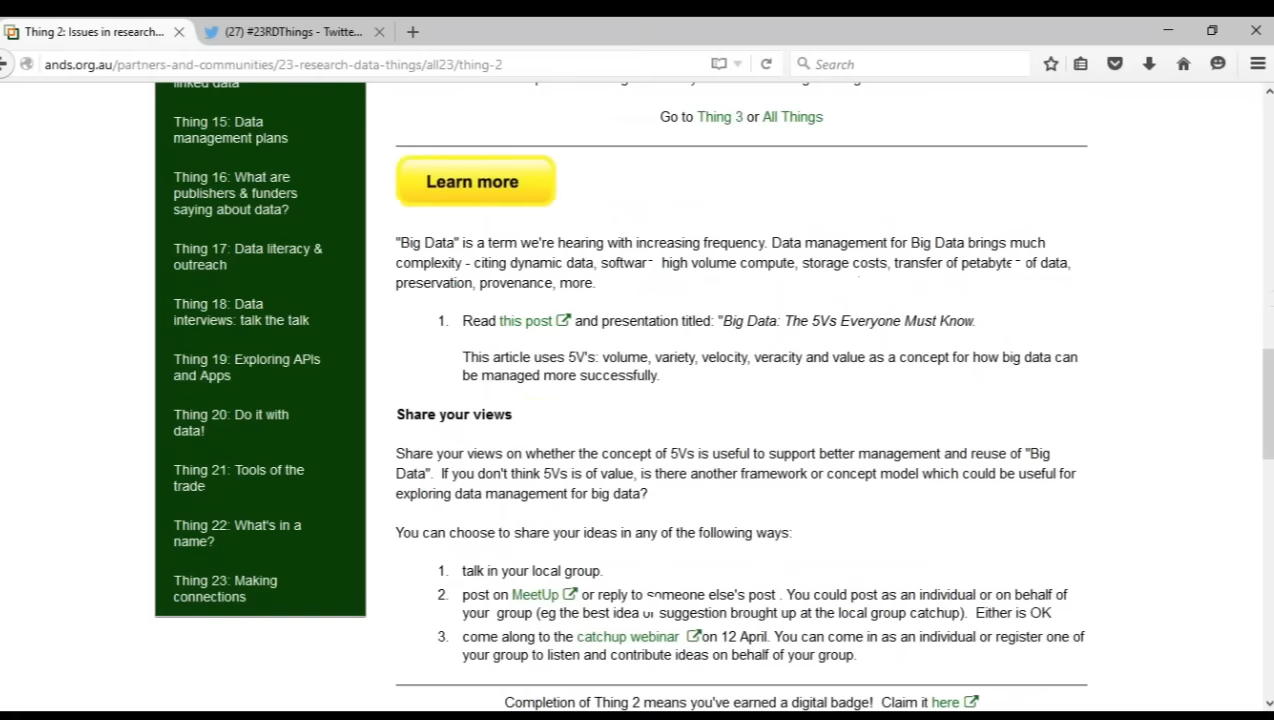 Thing 2: Issues in research...
(27) #23RDThings - Twitte...
ands.org.au/partners-and-communities/23-research-data-things/all23/thing-2
Search
linked data
Thing 15: Data
management plans
Thing 16: What are
publishers & funders
saying about data?
Thing 17: Data literacy &
outreach
Thing 18: Data
interviews: talk the talk
Thing 19: Exploring APIs
and Apps
Thing 20: Do it with
data!
Thing 21: Tools of the
trade
Thing 22: What's in a
name?
Thing 23: Making
connections
Go to Thing 3 or All Things
Learn more
"Big Data" is a term we're hearing with increasing frequency. Data management for Big Data brings much
complexity - citing dynamic data, softwar high volume compute, storage costs, transfer of petabyte of data,
preservation, provenance, more.
1. Read this post and presentation titled: "Big Data: The 5Vs Everyone Must Know.
This article uses 5V's: volume, variety, velocity, veracity and value as a concept for how big data can
be managed more successfully.
Share your views
Share your views on whether the concept of 5Vs is useful to support better management and reuse of "Big
Data". If you don't think 5Vs is of value, is there another framework or concept model which could be useful for
exploring data management for big data?
You can choose to share your ideas in any of the following ways:
1. talk in your local group.
2. post on MeetUp or reply to someone else's post . You could post as an individual or on behalf of
your group (eg the best idea or suggestion brought up at the local group catchup). Either is OK
3. come along to the catchup webinar on 12 April. You can come in as an individual or register one of
your group to listen and contribute ideas on behalf of your group.
Completion of Thing 2 means you've earned a digital badge! Claim it here